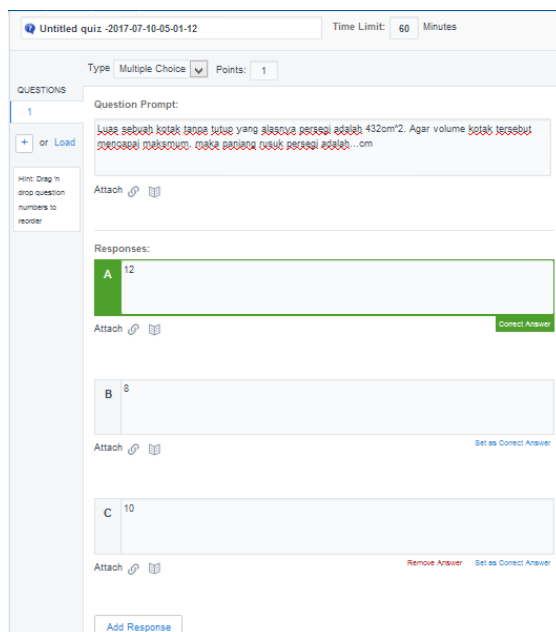 Untitled quiz -2017-07-10-05-01-12
Time Limit: 60 Minutes
Type Multiple Choice Points: 1
QUESTIONS
1
+ or Load
Hint: Drag 'n
drop question
numbers to
reorder
Question Prompt:
Luas sebuah kotak tanpa tutup yang alasnya persegi adalah 432cm^2. Agar volume kotak tersebut
mencapai maksmum. maka panjang rusuk persegi adalah...cm
Attach
Responses:
A 12
Correct Answer
Attach
B 8
Attach Set as Correct Answer
C 10
Attach Remove Answer Set as Correct Answer
Add Response